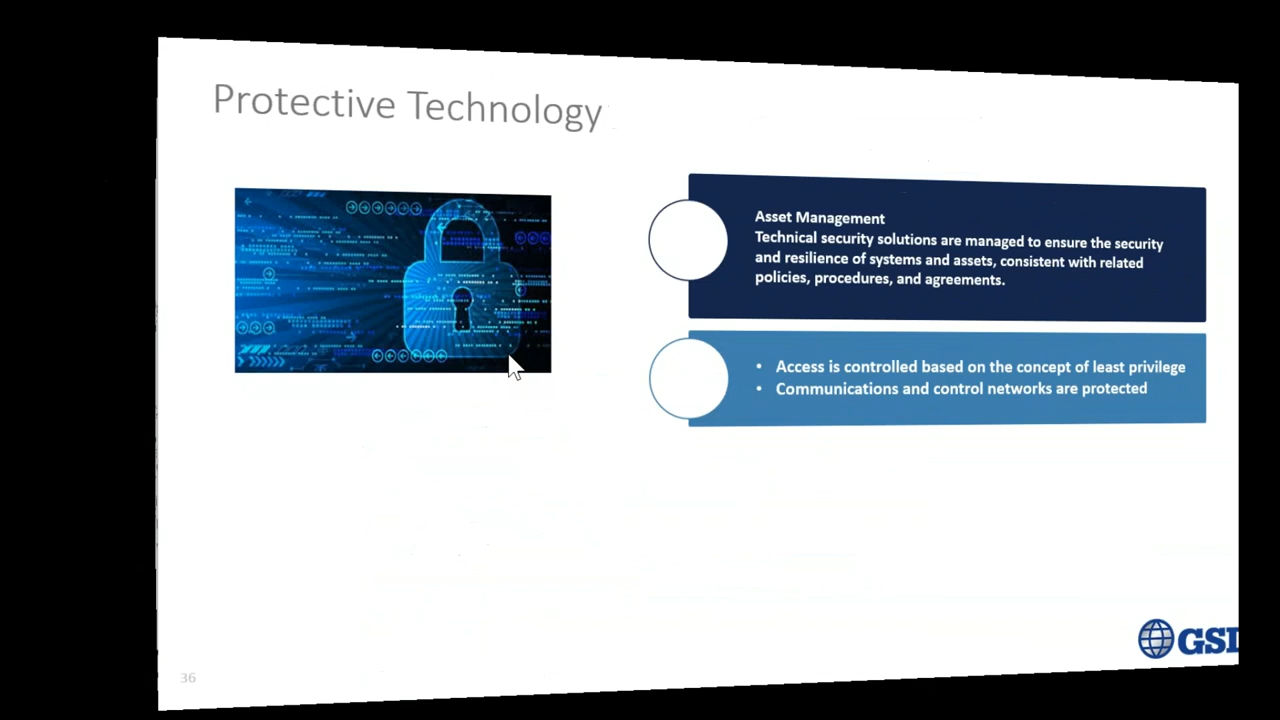 Protective Technology
Asset Management
Technical security solutions are managed to ensure the security
and resilience of systems and assets, consistent with related
policies, procedures, and agreements.
• Access is controlled based on the concept of least privilege
• Communications and control networks are protected
GSI
36